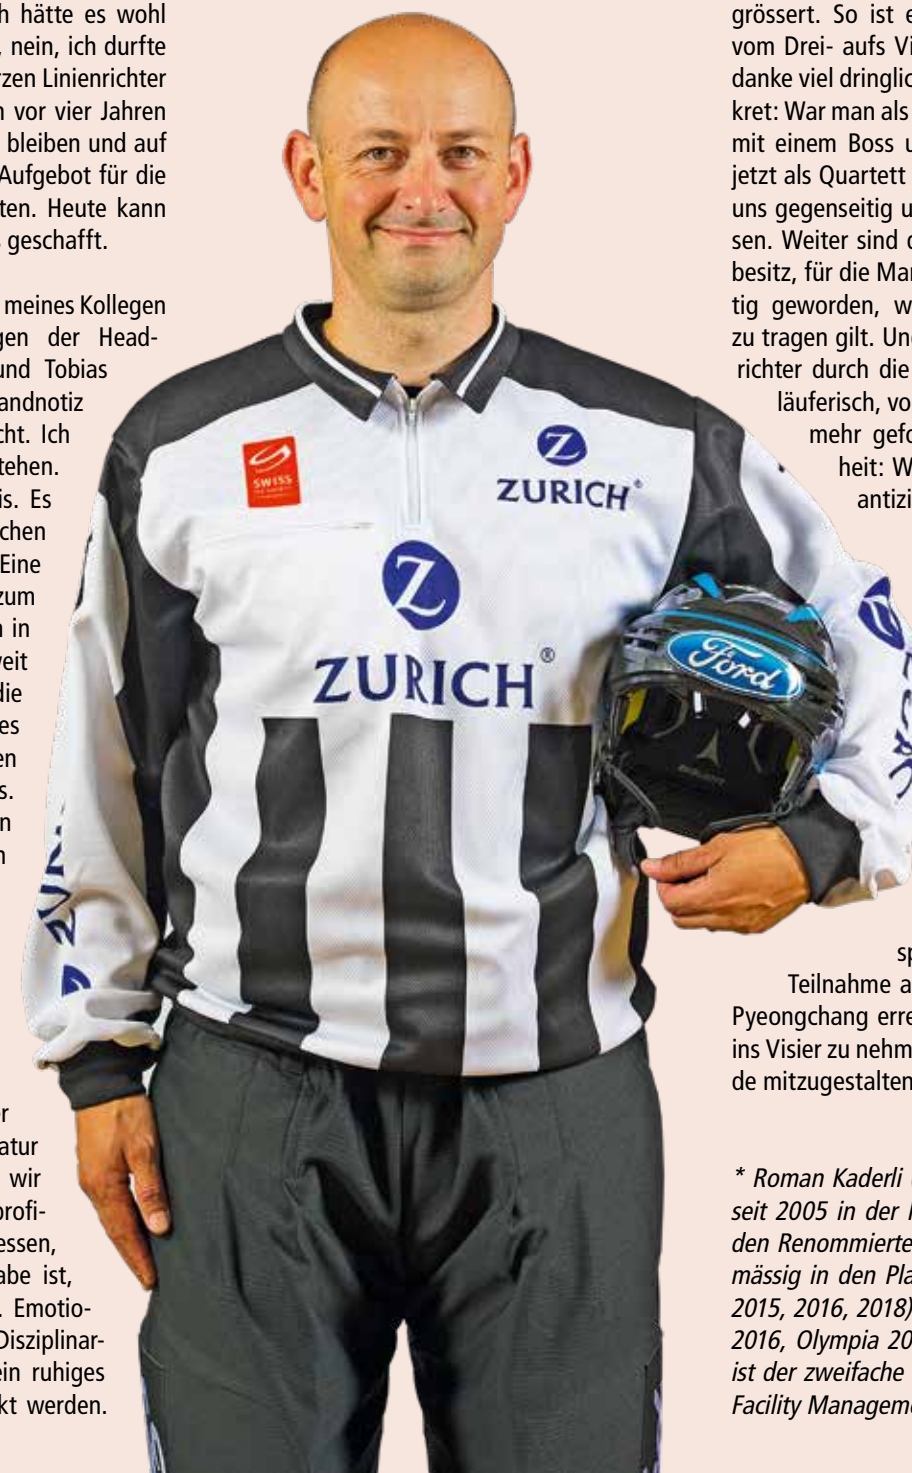 h hätte es wohl
, nein, ich durfte
rzen Linienrichter
n vor vier Jahren
bleiben und auf
Aufgebot für die
ten. Heute kann
geschafft.
meines Kollegen
gen der Head-
und Tobias
andnotiz
cht. Ich
tehen.
is. Es
chen
Eine
zum
n in
veit
die
es
en
s.
n
n
er
atur
wir
profi-
essen,
abe ist,
. Emotio-
Disziplinar-
ein ruhiges
kt werden.
SWISS
ZURICH®
Z
ZURICH®
Ford
grössert. So ist e
vom Drei- aufs Vi
danke viel dringlic
kret: War man als
mit einem Boss u
jetzt als Quartett
uns gegenseitig u
sen. Weiter sind d
besitz, für die Mar
tig geworden, w
zu tragen gilt. Und
richter durch die
läuferisch, vo
mehr gefo
heit: W
antizi
sp
Teilnahme a
Pyeongchang erre
ins Visier zu nehm
de mitzugestalten
* Roman Kaderli
seit 2005 in der
den Renommierte
mässig in den Pla
2015, 2016, 2018)
2016, Olympia 20
ist der zweifache
Facility Manageme